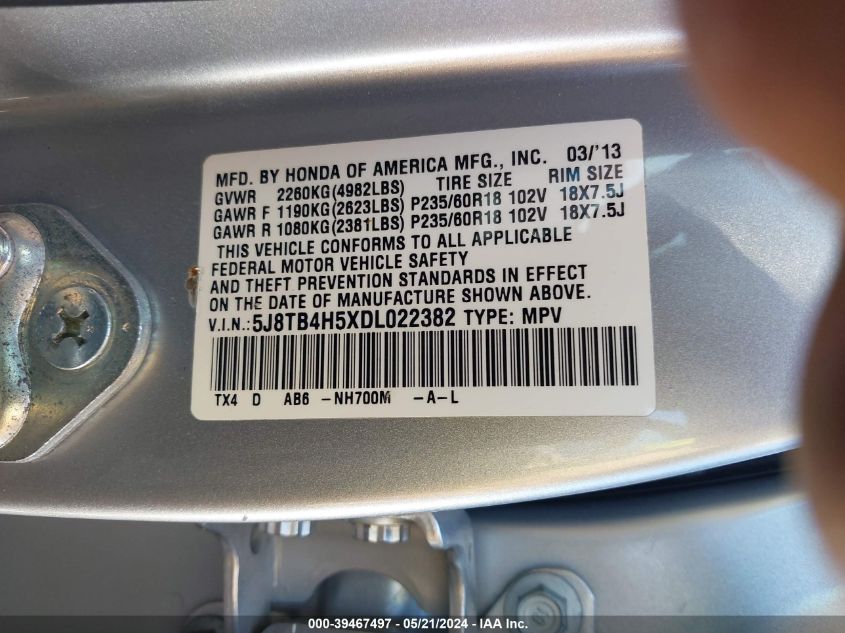 MFD. BY HONDA OF AMERICA MFG., INC. 03/'13
GVWR 2260KG(4982LBS) TIRE SIZE RIM SIZE
GAWR F 1190KG(2623LBS) P235/60R18 102V 18X7.5J
GAWR R 1080KG(2381LBS) P235/60R18 102V 18X7.5J
THIS VEHICLE CONFORMS TO ALL APPLICABLE
FEDERAL MOTOR VEHICLE SAFETY
AND THEFT PREVENTION STANDARDS IN EFFECT
ON THE DATE OF MANUFACTURE SHOWN ABOVE.
V.I.N.: 5J8TB4H5XDL022382 TYPE: MPV
TX4 D AB6 -NH700M -A-L
000-39467497 - 05/21/2024 - IAA Inc.